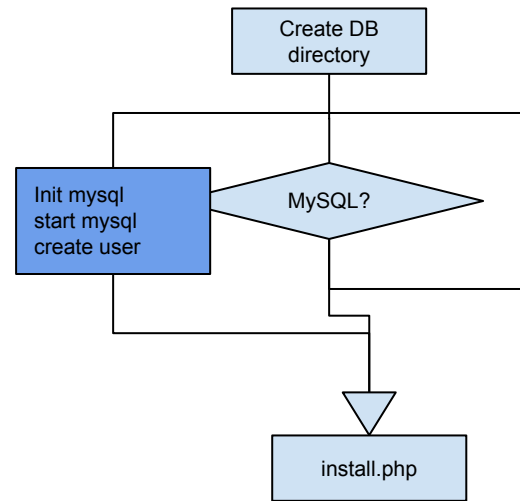 Create DB
directory
MySQL?
Init mysql
start mysql
create user
install.php